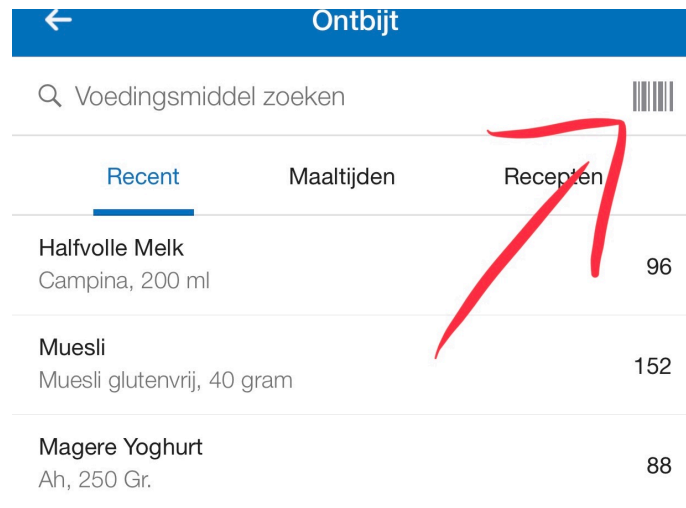 Ontbijt
Voedingsmiddel zoeken
Recent Maaltijden Recepten
Halfvolle Melk
Campina, 200 ml
96
Muesli
Muesli glutenvrij, 40 gram
152
Magere Yoghurt
Ah, 250 Gr.
88